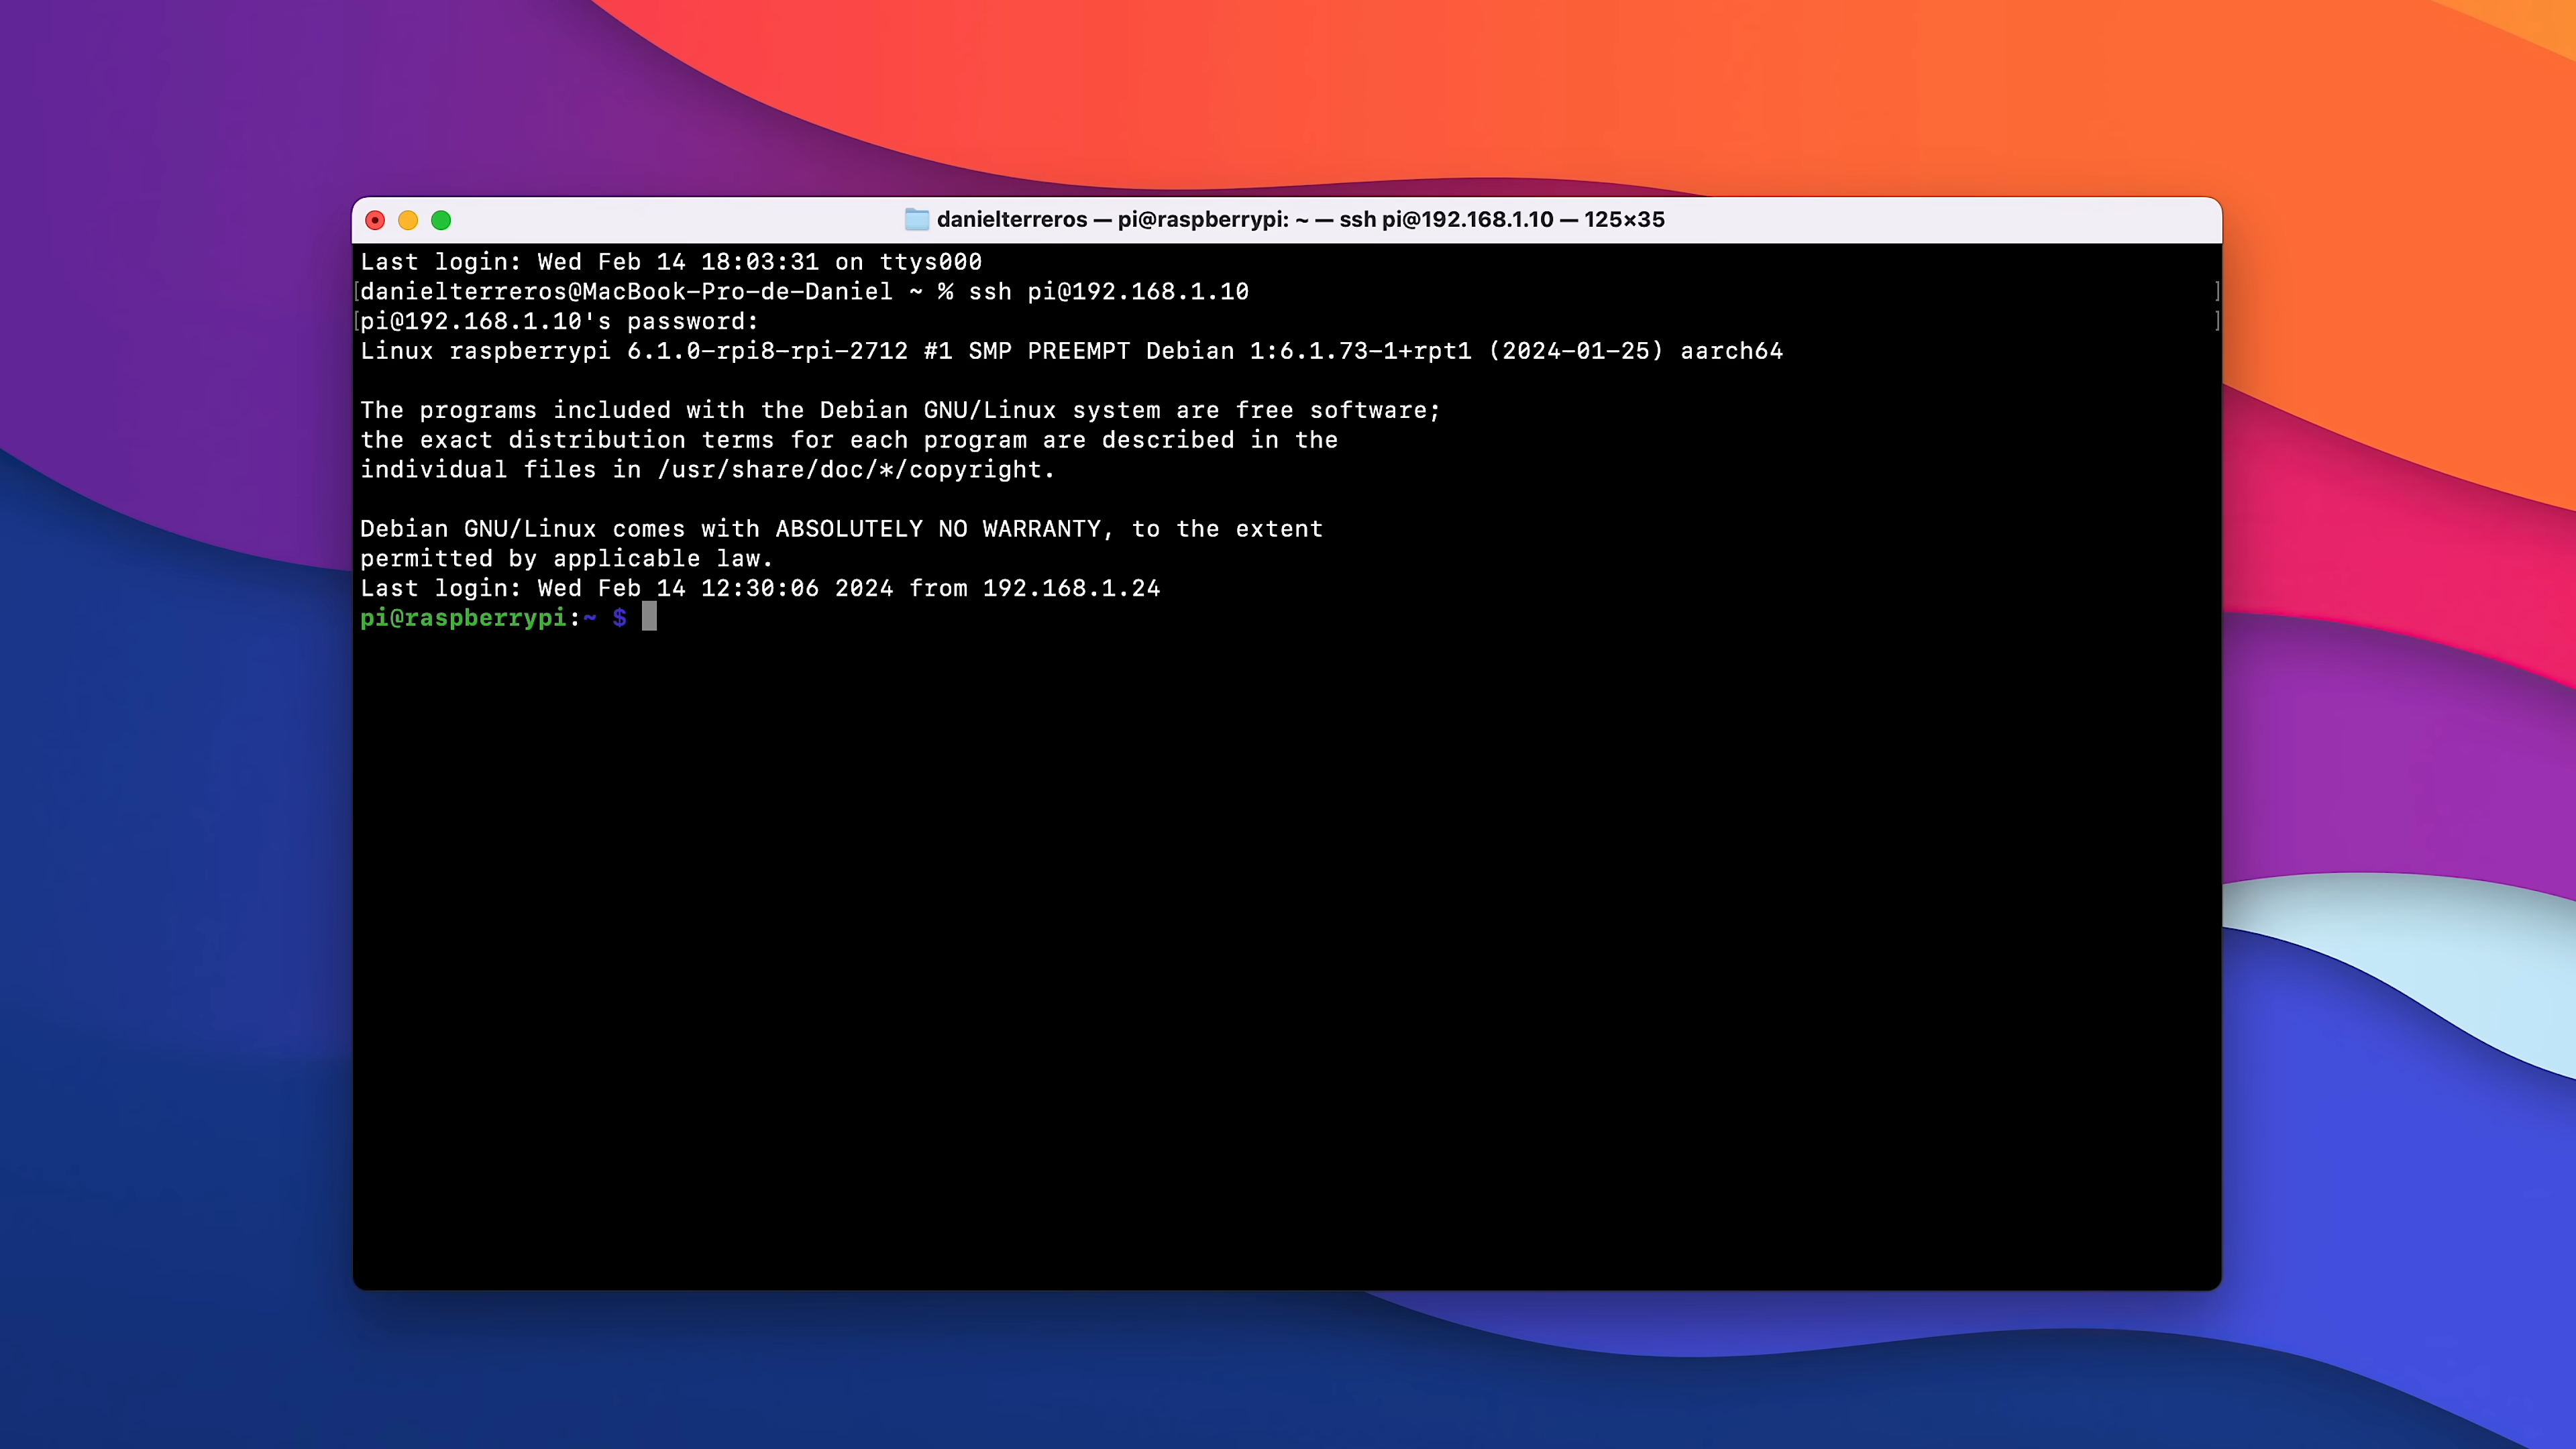 danielterreros — pi@raspberrypi: ~ — ssh pi@192.168.1.10 — 125×35
Last login: Wed Feb 14 18:03:31 on ttys000
[danielterreros@MacBook-Pro-de-Daniel ~ % ssh pi@192.168.1.10 ]
[pi@192.168.1.10's password: ]
Linux raspberrypi 6.1.0-rpi8-rpi-2712 #1 SMP PREEMPT Debian 1:6.1.73-1+rpt1 (2024-01-25) aarch64
The programs included with the Debian GNU/Linux system are free software;
the exact distribution terms for each program are described in the
individual files in /usr/share/doc/*/copyright.
Debian GNU/Linux comes with ABSOLUTELY NO WARRANTY, to the extent
permitted by applicable law.
Last login: Wed Feb 14 12:30:06 2024 from 192.168.1.24
pi@raspberrypi:~ $